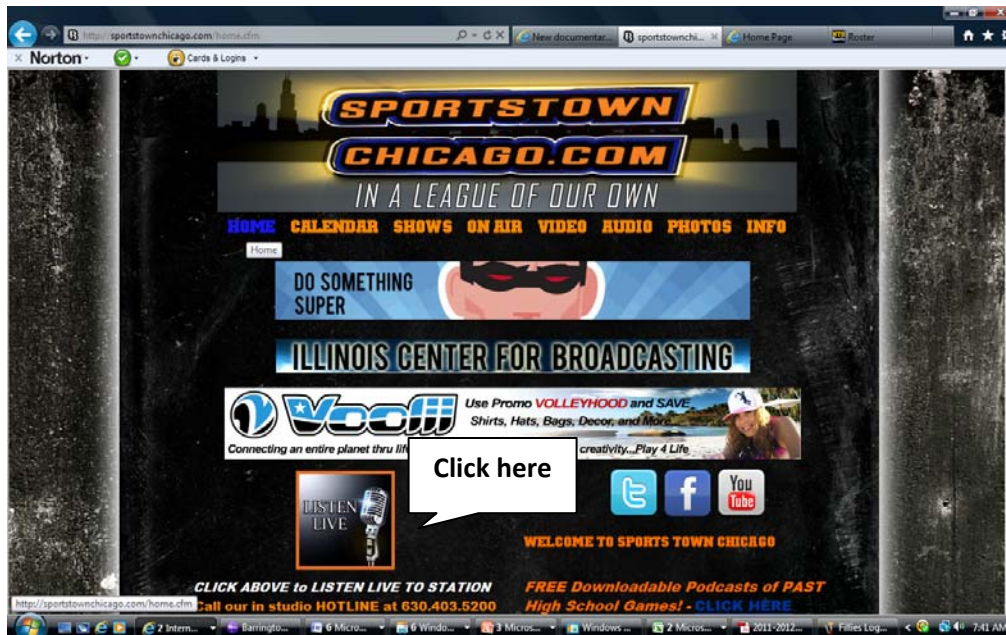 http://sportstownchicago.com/home.cfm
New documentar...
sportstownchi...
Home Page
Roster
Norton
Cards & Logins
SPORTSTOWN
CHICAGO.COM
IN A LEAGUE OF OUR OWN
HOME CALENDAR SHOWS ON AIR VIDEO AUDIO PHOTOS INFO
Home
DO SOMETHING
SUPER
ILLINOIS CENTER FOR BROADCASTING
Voolii
Use Promo VOLLEYHOOD and SAVE
Shirts, Hats, Bags, Decor, and More
Connecting an entire planet thru
creativity...Play 4 Life
Click here
LISTEN
LIVE
You
Tube
WELCOME TO SPORTS TOWN CHICAGO
CLICK ABOVE to LISTEN LIVE TO STATION
Call our in studio HOTLINE at 630.403.5200
FREE Downloadable Podcasts of PAST
High School Games! - CLICK HERE
http://sportstownchicago.com/home.cfm
2 Intern...
Barringto...
6 Micro...
6 Windo...
3 Micros...
Windows ...
2 Micros...
2011-2012...
Fillies Log...
7:41 AM